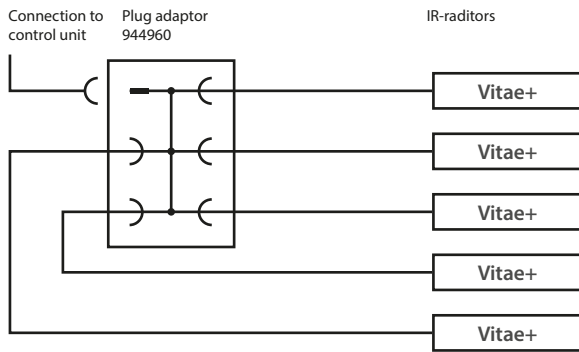 Connection to
control unit
Plug adaptor
944960
IR-raditors
Vitae+
Vitae+
Vitae+
Vitae+
Vitae+